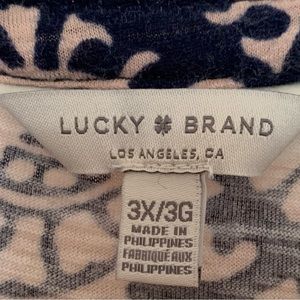 LUCKY BRAND
LOS ANGELES, CA
3X/3G
MADE IN
PHILIPPINES
FABRIQUÉ AUX
PHILIPPINES